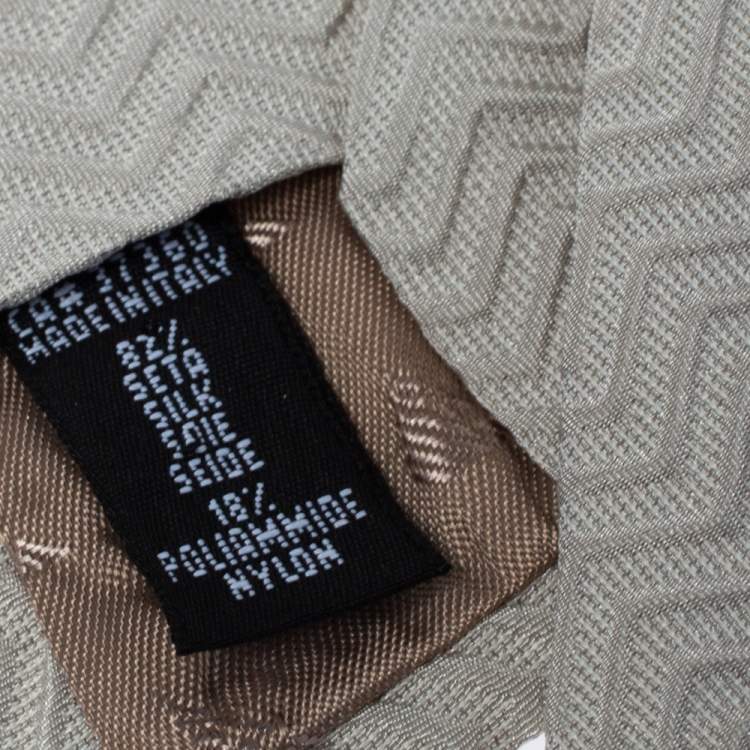 MADE IN ITALY
82%
SETA
SILK
SOIE
SEIDE
18%
POLIAMMIDE
NYLON